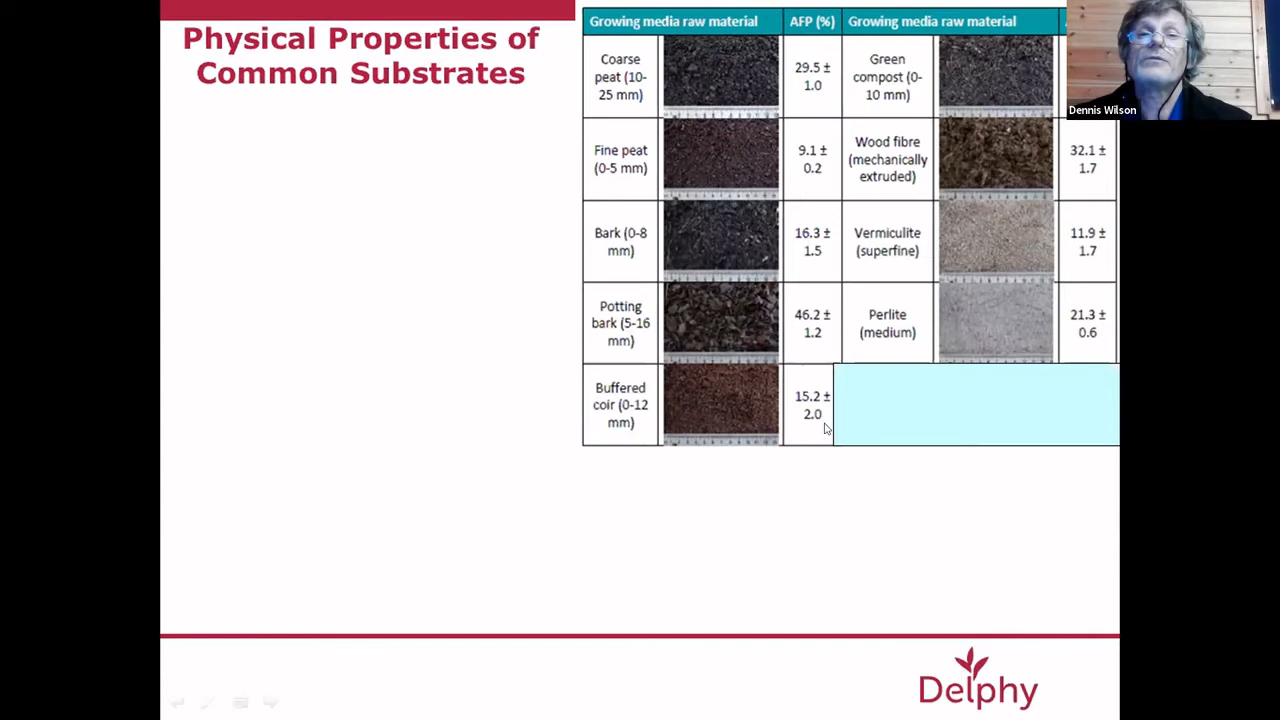 Physical Properties of
Common Substrates
Growing media raw material
AFP (%)
Growing media raw material
Coarse
peat (10-
25 mm)
29.5 ±
1.0
Green
compost (0-
10 mm)
Dennis Wilson
Fine peat
(0-5 mm)
9.1 ±
0.2
Wood fibre
(mechanically
extruded)
32.1 ±
1.7
Bark (0-8
mm)
16.3 ±
1.5
Vermiculite
(superfine)
11.9 ±
1.7
Potting
bark (5-16
mm)
46.2 ±
1.2
Perlite
(medium)
21.3 ±
0.6
Buffered
coir (0-12
mm)
15.2 ±
2.0
Delphy